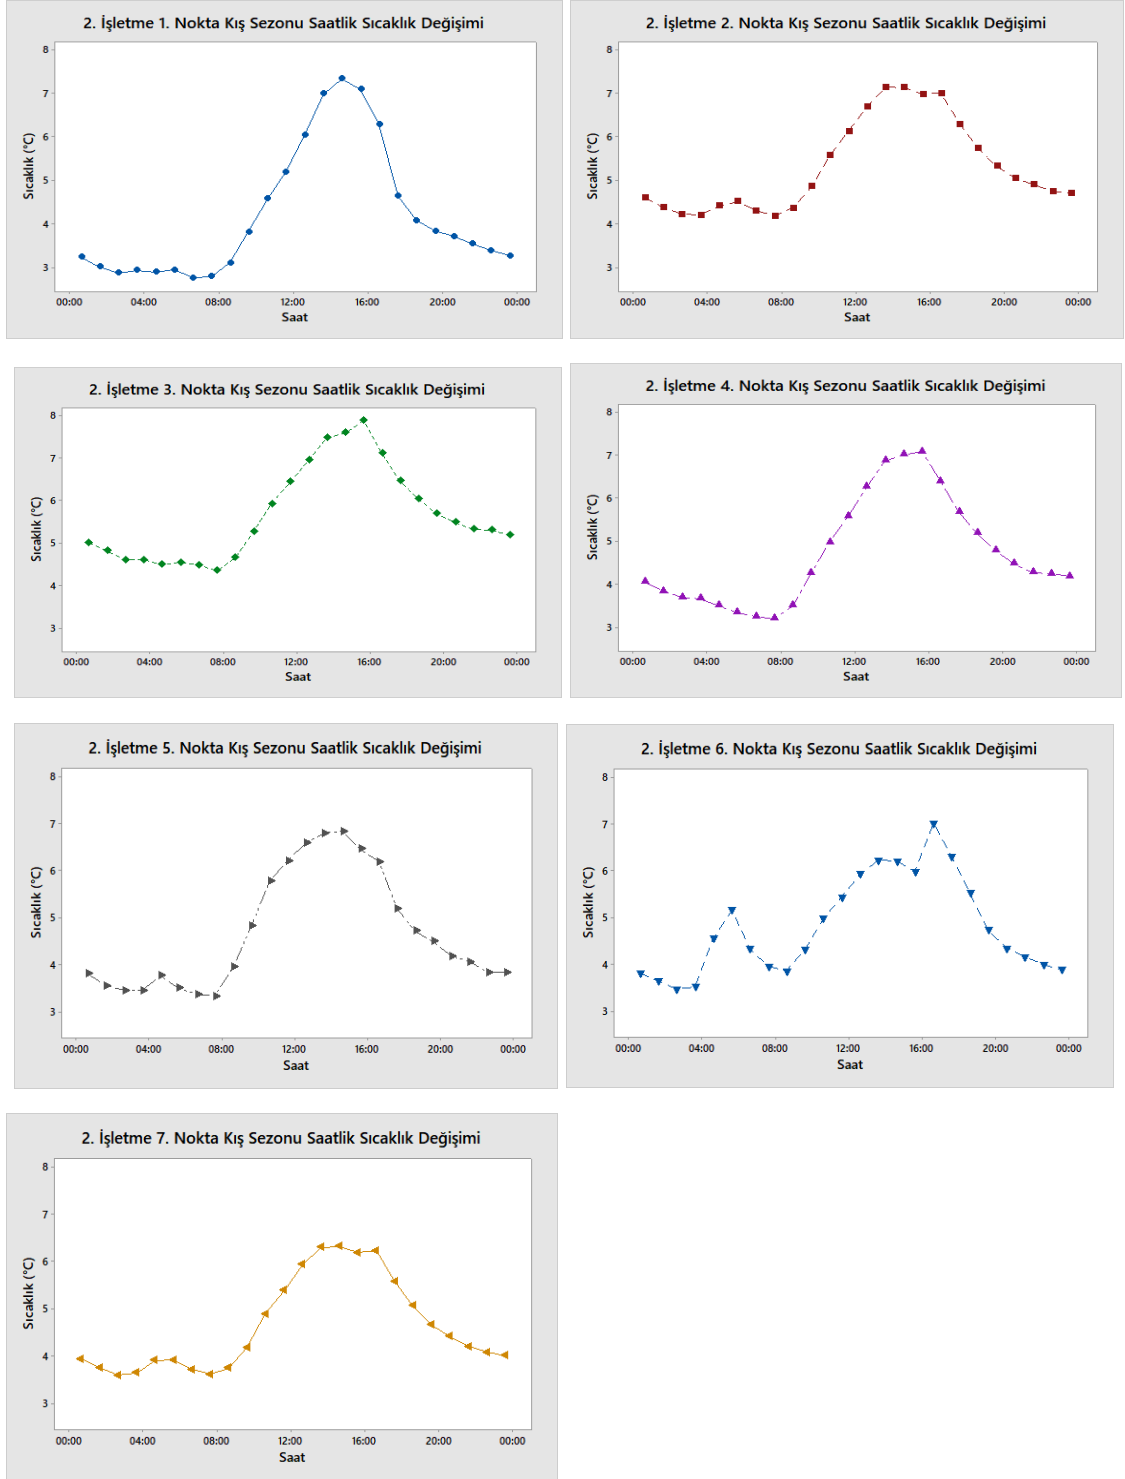 2. İşletme 1. Nokta Kış Sezonu Saatlik Sıcaklık Değişimi
8
7
6
5
4
3
Sıcaklık (°C)
00:00 04:00 08:00 12:00 16:00 20:00 00:00
Saat
2. İşletme 2. Nokta Kış Sezonu Saatlik Sıcaklık Değişimi
8
7
6
5
4
3
Sıcaklık (°C)
00:00 04:00 08:00 12:00 16:00 20:00 00:00
Saat
2. İşletme 3. Nokta Kış Sezonu Saatlik Sıcaklık Değişimi
8
7
6
5
4
3
Sıcaklık (°C)
00:00 04:00 08:00 12:00 16:00 20:00 00:00
Saat
2. İşletme 4. Nokta Kış Sezonu Saatlik Sıcaklık Değişimi
8
7
6
5
4
3
Sıcaklık (°C)
00:00 04:00 08:00 12:00 16:00 20:00 00:00
Saat
2. İşletme 5. Nokta Kış Sezonu Saatlik Sıcaklık Değişimi
8
7
6
5
4
3
Sıcaklık (°C)
00:00 04:00 08:00 12:00 16:00 20:00 00:00
Saat
2. İşletme 6. Nokta Kış Sezonu Saatlik Sıcaklık Değişimi
8
7
6
5
4
3
Sıcaklık (°C)
00:00 04:00 08:00 12:00 16:00 20:00 00:00
Saat
2. İşletme 7. Nokta Kış Sezonu Saatlik Sıcaklık Değişimi
8
7
6
5
4
3
Sıcaklık (°C)
00:00 04:00 08:00 12:00 16:00 20:00 00:00
Saat